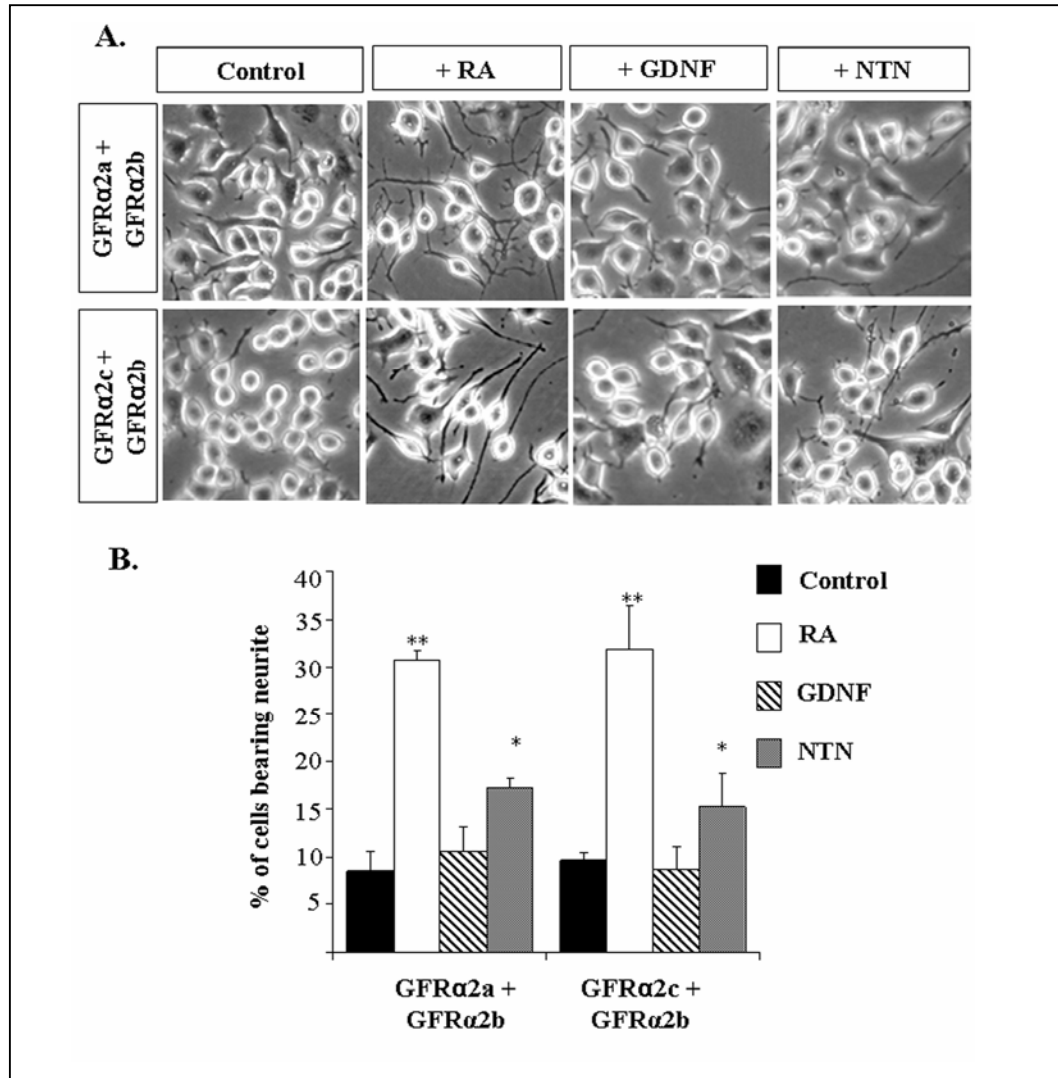 A.
Control
+ RA
+ GDNF
+ NTN
GFRα2a +
GFRα2b
GFRα2c +
GFRα2b
B.
% of cells bearing neurite
40
35
30
25
20
15
10
5
**
*
**
*
GFRα2a +
GFRα2b
GFRα2c +
GFRα2b
Control
RA
GDNF
NTN